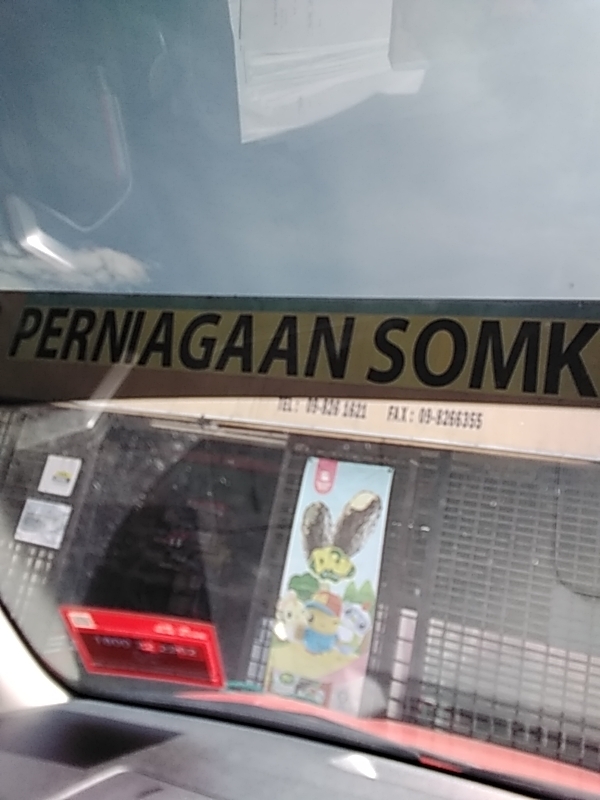 PERNIAGAAN SOMK
TEL: 09-826 1621 FAX: 09-8266355